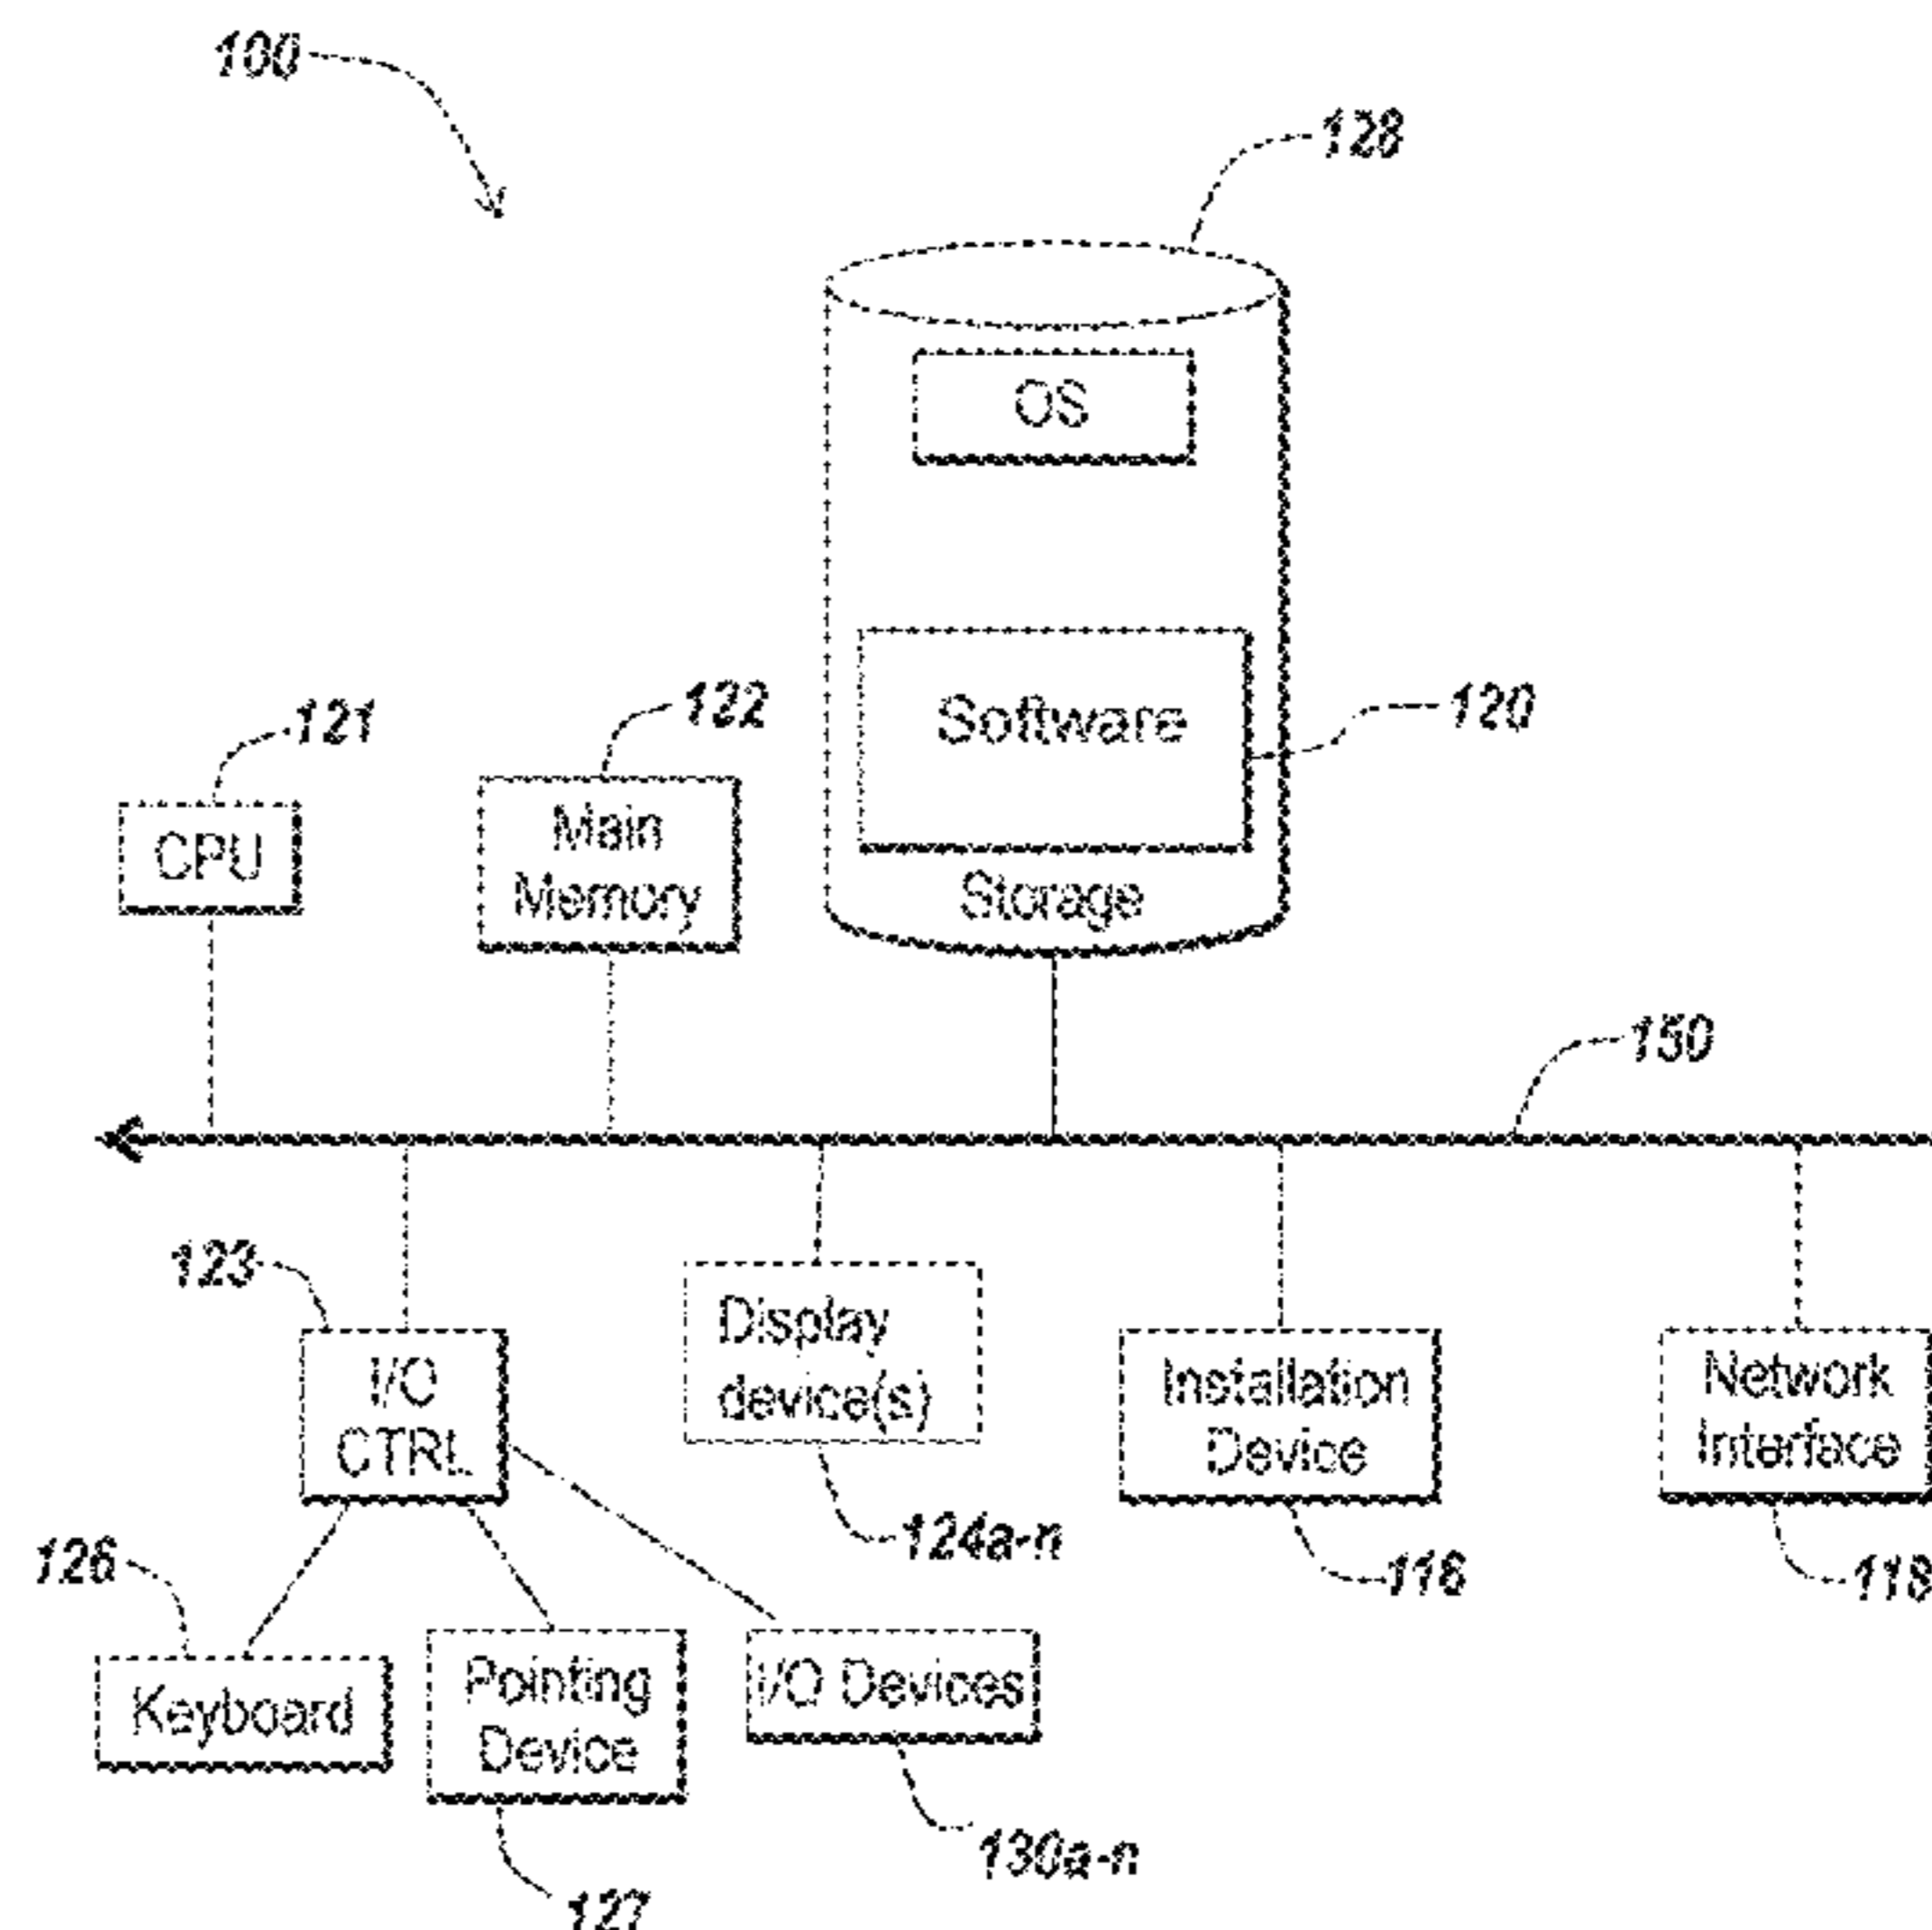 100
128
OS
Software
120
122
121
Main
Memory
CPU
Storage
150
123
Display
device(s)
I/O
CTRL
Installation
Device
Network
Interface
124a-n
116
118
126
Keyboard
Pointing
Device
I/O Devices
130a-n
127